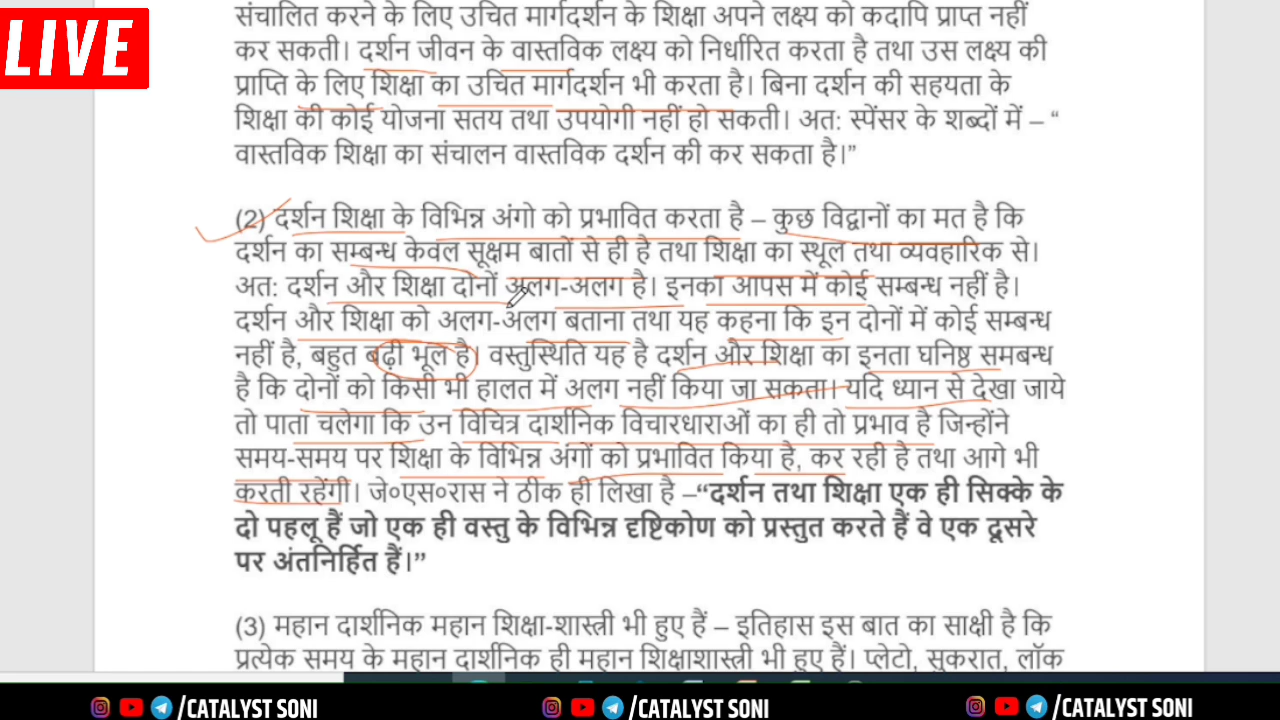 LIVE
संचालित करने के लिए उचित मार्गदर्शन के शिक्षा अपने लक्ष्य को कदापि प्राप्त नहीं
कर सकती। दर्शन जीवन के वास्तविक लक्ष्य को निर्धारित करता है तथा उस लक्ष्य की
प्राप्ति के लिए शिक्षा का उचित मार्गदर्शन भी करता है। बिना दर्शन की सहयता के
शिक्षा की कोई योजना सतय तथा उपयोगी नहीं हो सकती। अत: स्पेंसर के शब्दों में – “
वास्तविक शिक्षा का संचालन वास्तविक दर्शन की कर सकता है।”
(2) दर्शन शिक्षा के विभिन्न अंगो को प्रभावित करता है – कुछ विद्वानों का मत है कि
दर्शन का सम्बन्ध केवल सूक्षम बातों से ही है तथा शिक्षा का स्थूल तथा व्यवहारिक से।
अत: दर्शन और शिक्षा दोनों अलग-अलग है। इनका आपस में कोई सम्बन्ध नहीं है।
दर्शन और शिक्षा को अलग-अलग बताना तथा यह कहना कि इन दोनों में कोई सम्बन्ध
नहीं है, बहुत बढ़ी भूल है। वस्तुस्थिति यह है दर्शन और शिक्षा का इनता घनिष्ठ समबन्ध
है कि दोनों को किसी भी हालत में अलग नहीं किया जा सकता। यदि ध्यान से देखा जाये
तो पाता चलेगा कि उन विचित्र दार्शनिक विचारधाराओं का ही तो प्रभाव है जिन्होंने
समय-समय पर शिक्षा के विभिन्न अंगों को प्रभावित किया है, कर रही है तथा आगे भी
करती रहेंगी। जे०एस०रास ने ठीक ही लिखा है –“दर्शन तथा शिक्षा एक ही सिक्के के
दो पहलू हैं जो एक ही वस्तु के विभिन्न दृष्टिकोण को प्रस्तुत करते हैं वे एक दूसरे
पर अंतनिर्हित हैं।”
(3) महान दार्शनिक महान शिक्षा-शास्त्री भी हुए हैं – इतिहास इस बात का साक्षी है कि
प्रत्येक समय के महान दार्शनिक ही महान शिक्षाशास्त्री भी हुए हैं। प्लेटो, सुकरात, लॉक
/CATALYST SONI /CATALYST SONI /CATALYST SONI